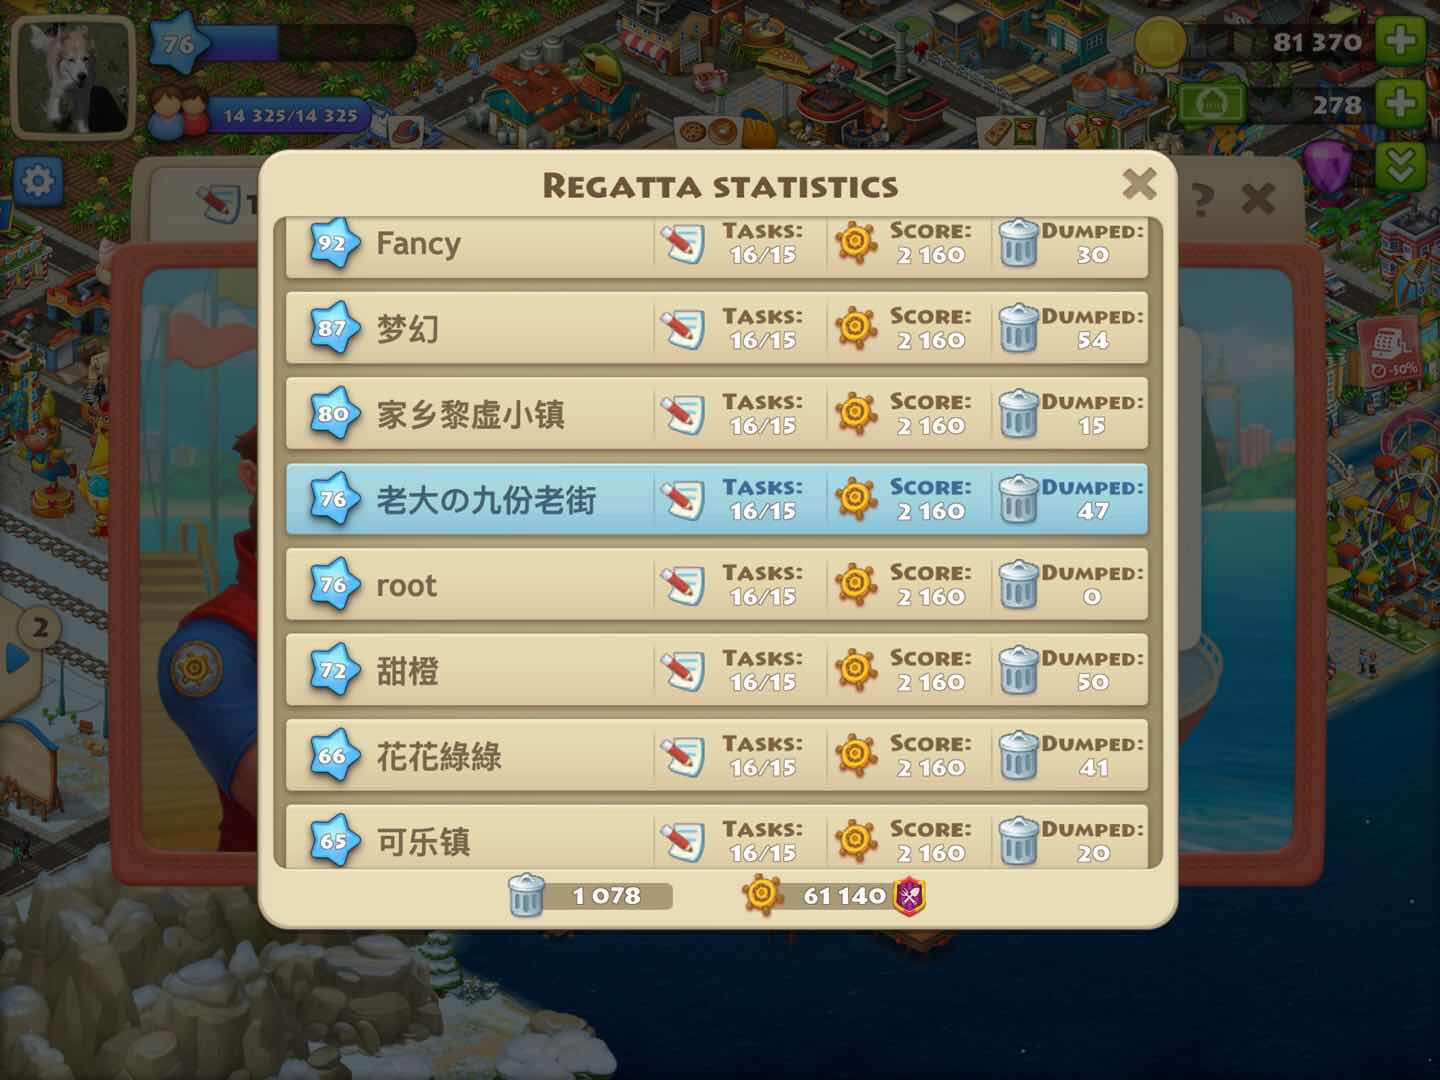 76
81 370
14 325/14 325
278
REGATTA STATISTICS
?
92 Fancy TASKS: 16/15 SCORE: 2 160 DUMPED: 30
87 梦幻 TASKS: 16/15 SCORE: 2 160 DUMPED: 54
80 家乡黎虚小镇 TASKS: 16/15 SCORE: 2 160 DUMPED: 15
76 老大の九份老街 TASKS: 16/15 SCORE: 2 160 DUMPED: 47
76 root TASKS: 16/15 SCORE: 2 160 DUMPED: 0
72 甜橙 TASKS: 16/15 SCORE: 2 160 DUMPED: 50
66 花花綠綠 TASKS: 16/15 SCORE: 2 160 DUMPED: 41
65 可乐镇 TASKS: 16/15 SCORE: 2 160 DUMPED: 20
-50%
2
1 078
61 140